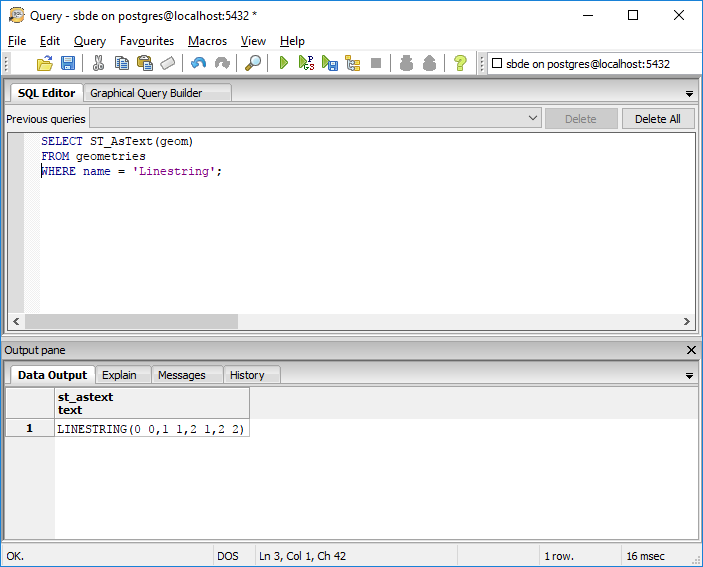 Query - sbde on postgres@localhost:5432 *
File Edit Query Favourites Macros View Help
sbde on postgres@localhost:5432
SQL Editor Graphical Query Builder
Previous queries Delete Delete All
SELECT ST_AsText(geom)
FROM geometries
WHERE name = 'Linestring';
Output pane
Data Output Explain Messages History
st_astext
text
1 LINESTRING(0 0,1 1,2 1,2 2)
OK. DOS Ln 3, Col 1, Ch 42 1 row. 16 msec